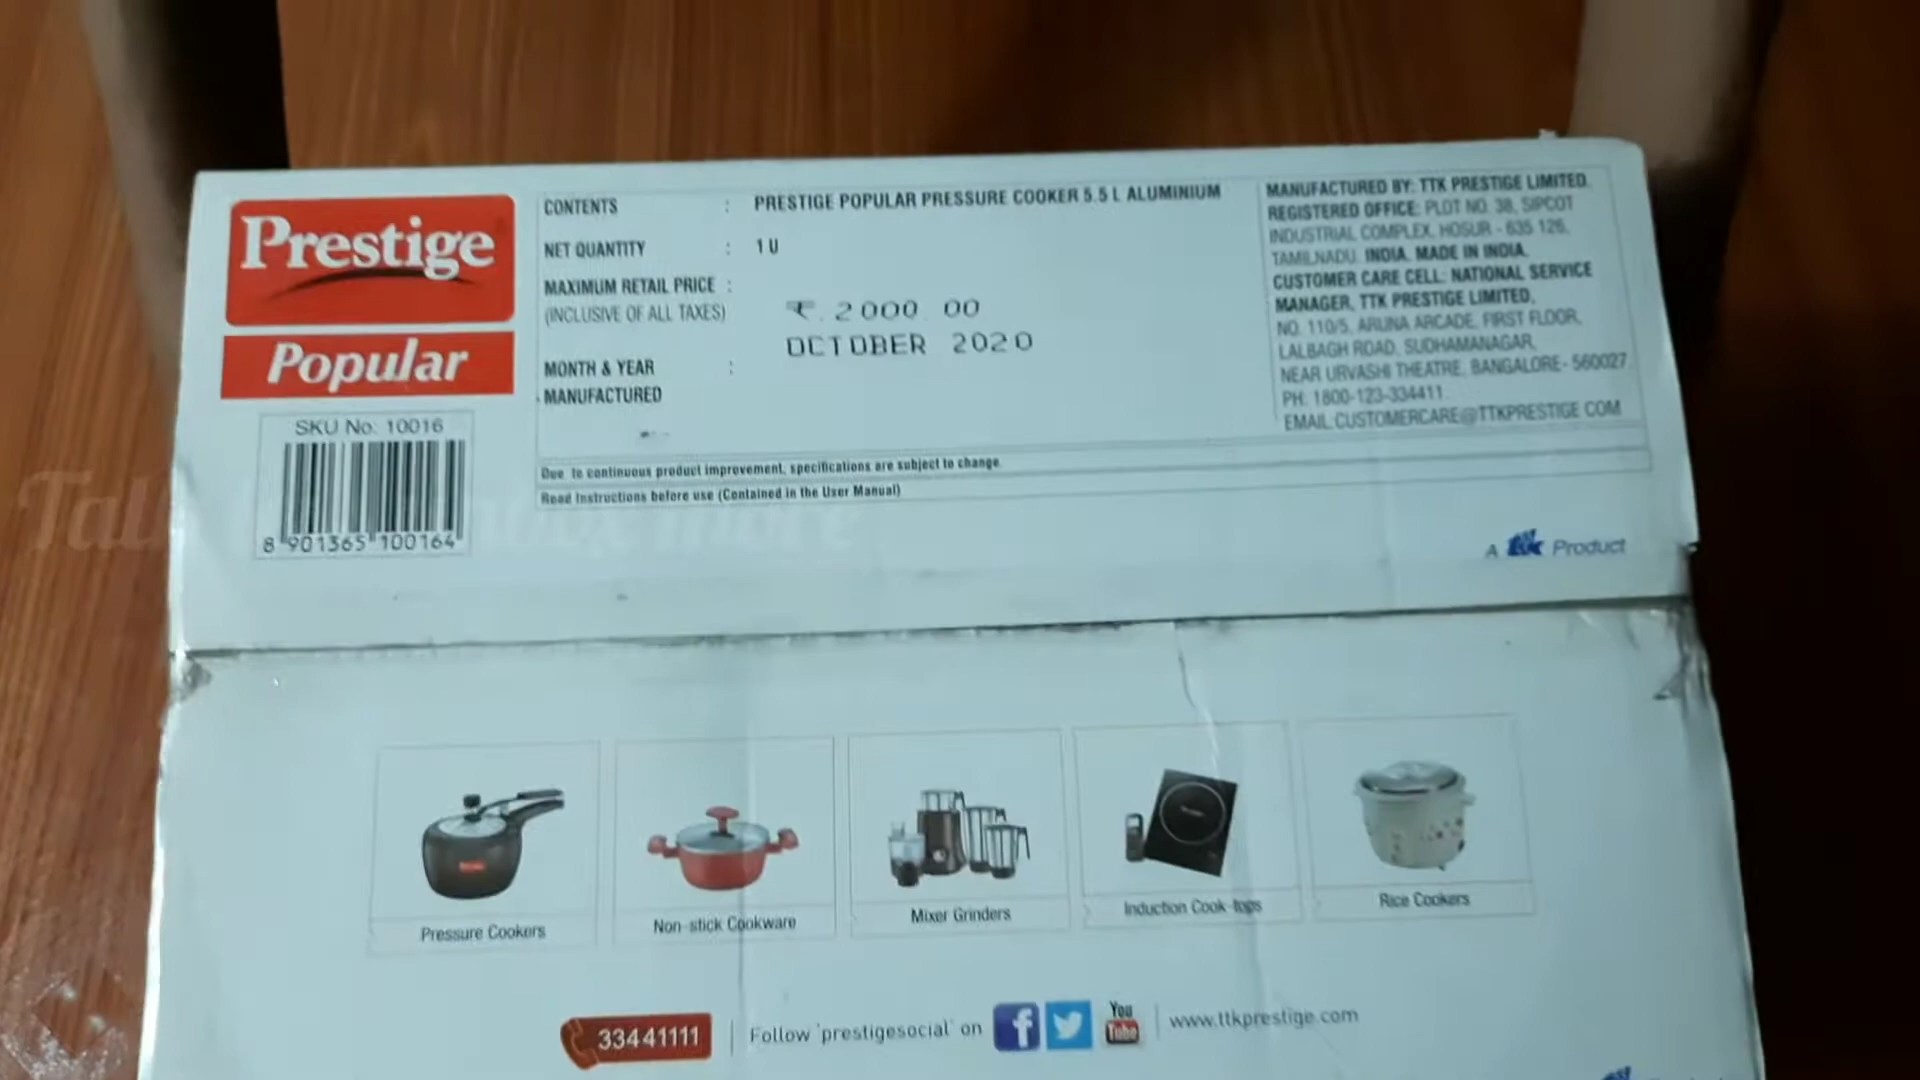 Prestige
Popular
SKU No: 10016
8 901365 100164
CONTENTS : PRESTIGE POPULAR PRESSURE COOKER 5.5 L ALUMINIUM
NET QUANTITY : 1 U
MAXIMUM RETAIL PRICE :
(INCLUSIVE OF ALL TAXES)
₹. 2000.00
OCTOBER 2020
MONTH & YEAR :
MANUFACTURED
Due to continuous product improvement, specifications are subject to change.
Read Instructions before use (Contained in the User Manual)
MANUFACTURED BY: TTK PRESTIGE LIMITED.
REGISTERED OFFICE: PLOT NO. 38, SIPCOT
INDUSTRIAL COMPLEX, HOSUR - 635 126,
TAMILNADU. INDIA. MADE IN INDIA.
CUSTOMER CARE CELL: NATIONAL SERVICE
MANAGER, TTK PRESTIGE LIMITED,
NO. 110/5, ARUNA ARCADE, FIRST FLOOR,
LALBAGH ROAD, SUDHAMANAGAR,
NEAR URVASHI THEATRE, BANGALORE- 560027
PH: 1800-123-334411
EMAIL:CUSTOMERCARE@TTKPRESTIGE.COM
A ttk Product
more
Pressure Cookers
Non-stick Cookware
Mixer Grinders
Induction Cook-tops
Rice Cookers
33441111
Follow 'prestigesocial' on f You Tube
www.ttkprestige.com